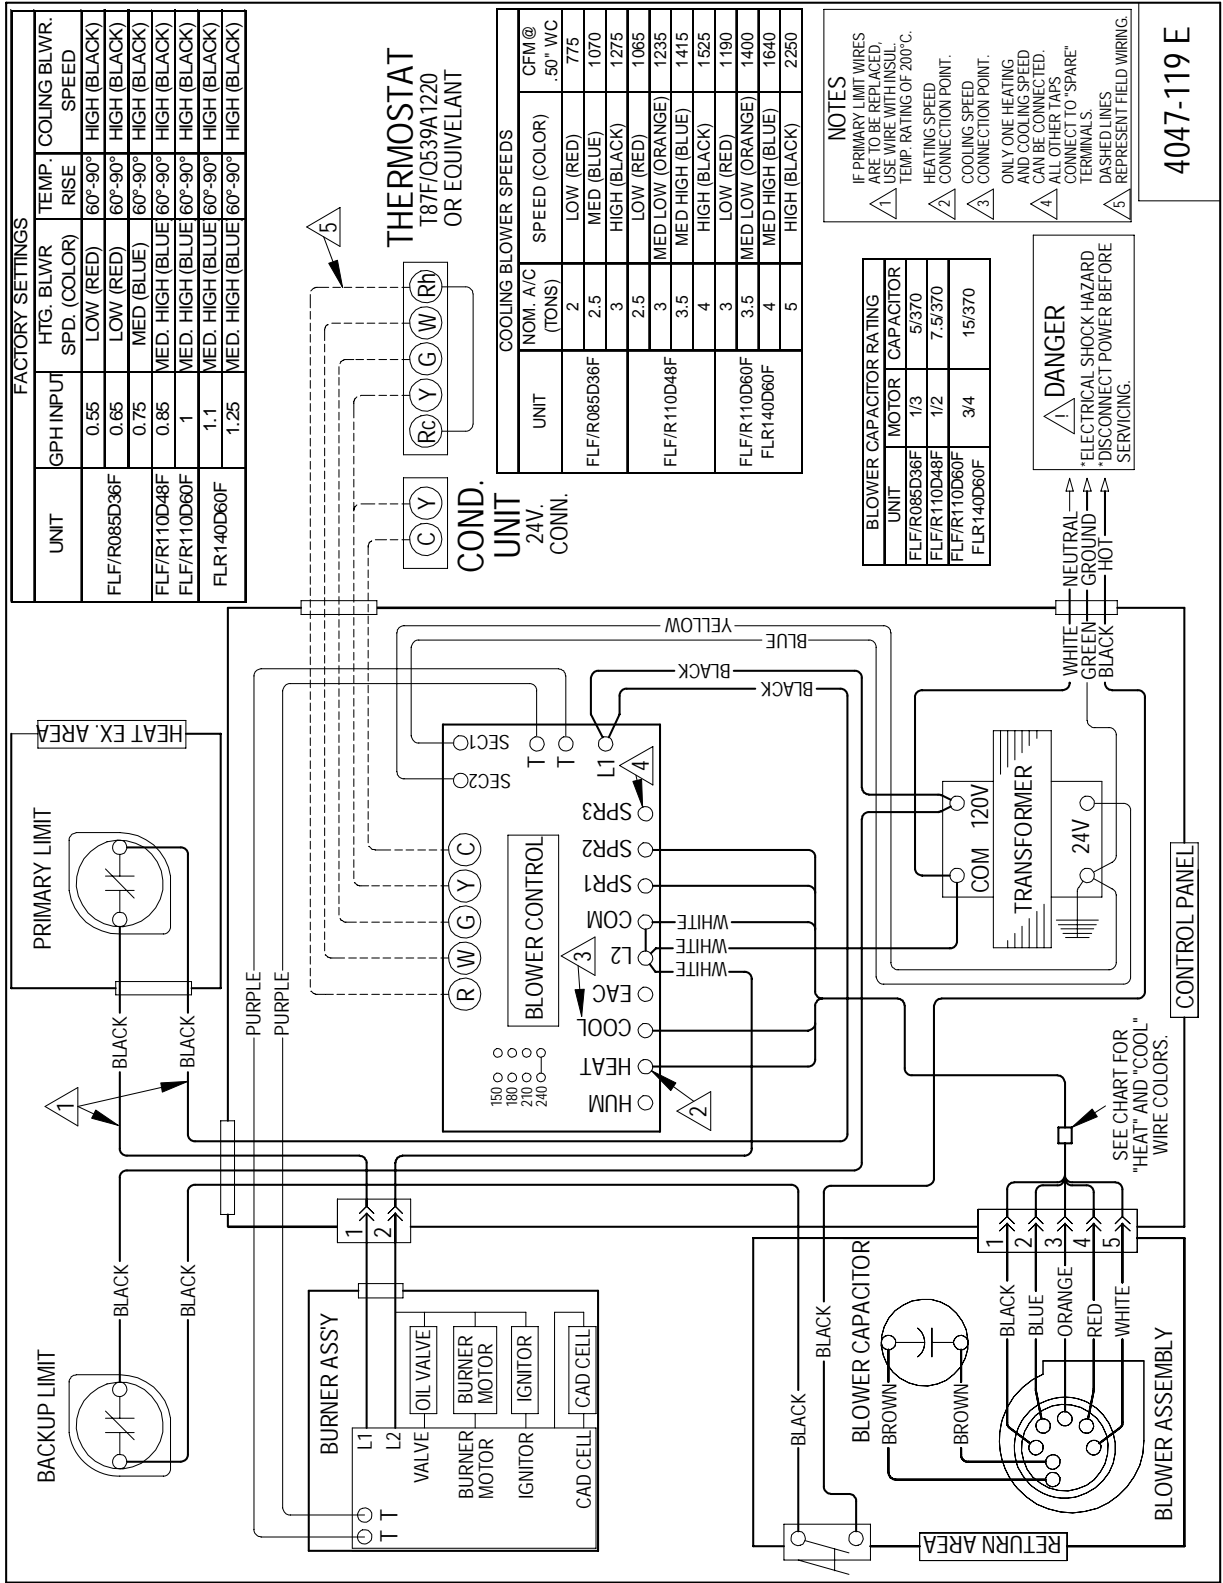 FACTORY SETTINGS
UNIT GPH INPUT HTG. BLWR SPD. (COLOR) TEMP. RISE COLING BLWR. SPEED
FLF/R085D36F 0.55 LOW (RED) 60°-90° HIGH (BLACK)
0.65 LOW (RED) 60°-90° HIGH (BLACK)
0.75 MED (BLUE) 60°-90° HIGH (BLACK)
FLF/R110D48F 0.85 MED. HIGH (BLUE) 60°-90° HIGH (BLACK)
FLF/R110D60F 1 MED. HIGH (BLUE) 60°-90° HIGH (BLACK)
FLR140D60F 1.1 MED. HIGH (BLUE) 60°-90° HIGH (BLACK)
1.25 MED. HIGH (BLUE) 60°-90° HIGH (BLACK)
THERMOSTAT
T87F/Q539A1220
OR EQUIVELANT
Rc Y G W Rh
5
COND.
UNIT
24V.
CONN.
C Y
COOLING BLOWER SPEEDS
UNIT NOM. A/C (TONS) SPEED (COLOR) CFM@ .50" WC
FLF/R085D36F 2 LOW (RED) 775
2.5 MED (BLUE) 1070
3 HIGH (BLACK) 1275
FLF/R110D48F 2.5 LOW (RED) 1065
3 MED LOW (ORANGE) 1235
3.5 MED HIGH (BLUE) 1415
4 HIGH (BLACK) 1525
FLF/R110D60F FLR140D60F 3 LOW (RED) 1190
3.5 MED LOW (ORANGE) 1400
4 MED HIGH (BLUE) 1640
5 HIGH (BLACK) 2250
NOTES
1 IF PRIMARY LIMIT WIRES
ARE TO BE REPLACED,
USE WIRE WITH INSUL.
TEMP. RATING OF 200°C.
2 HEATING SPEED
CONNECTION POINT.
3 COOLING SPEED
CONNECTION POINT.
4 ONLY ONE HEATING
AND COOLING SPEED
CAN BE CONNECTED.
ALL OTHER TAPS
CONNECT TO "SPARE"
TERMINALS.
5 DASHED LINES
REPRESENT FIELD WIRING.
4047-119 E
BLOWER CAPACITOR RATING
UNIT MOTOR CAPACITOR
FLF/R085D36F 1/3 5/370
FLF/R110D48F 1/2 7.5/370
FLF/R110D60F FLR140D60F 3/4 15/370
! DANGER
*ELECTRICAL SHOCK HAZARD
*DISCONNECT POWER BEFORE
SERVICING.
WHITE NEUTRAL
GREEN GROUND
BLACK HOT
HEAT EX. AREA
PRIMARY LIMIT
BLACK
BLACK
1
PURPLE
PURPLE
BACKUP LIMIT
BLACK
BLACK
YELLOW
BLUE
BLACK
BLACK
BLOWER CONTROL
R W G Y C
SEC2
SEC1
T
T
L1
4
SPR3
SPR2
SPR1
COM
L2
EAC
COOL
HEAT
HUM
3
2
150
180
210
240
WHITE
WHITE
WHITE
COM 120V
TRANSFORMER
24V
CONTROL PANEL
SEE CHART FOR
"HEAT" AND "COOL"
WIRE COLORS.
BURNER ASS'Y
1
2
L1
L2
T
T
VALVE
OIL VALVE
BURNER
MOTOR
BURNER
MOTOR
IGNITOR
IGNITOR
CAD CELL
CAD CELL
BLACK
BLACK
BLOWER CAPACITOR
BROWN
BROWN
1
2
3
4
5
BLACK
BLUE
ORANGE
RED
WHITE
BLOWER ASSEMBLY
RETURN AREA